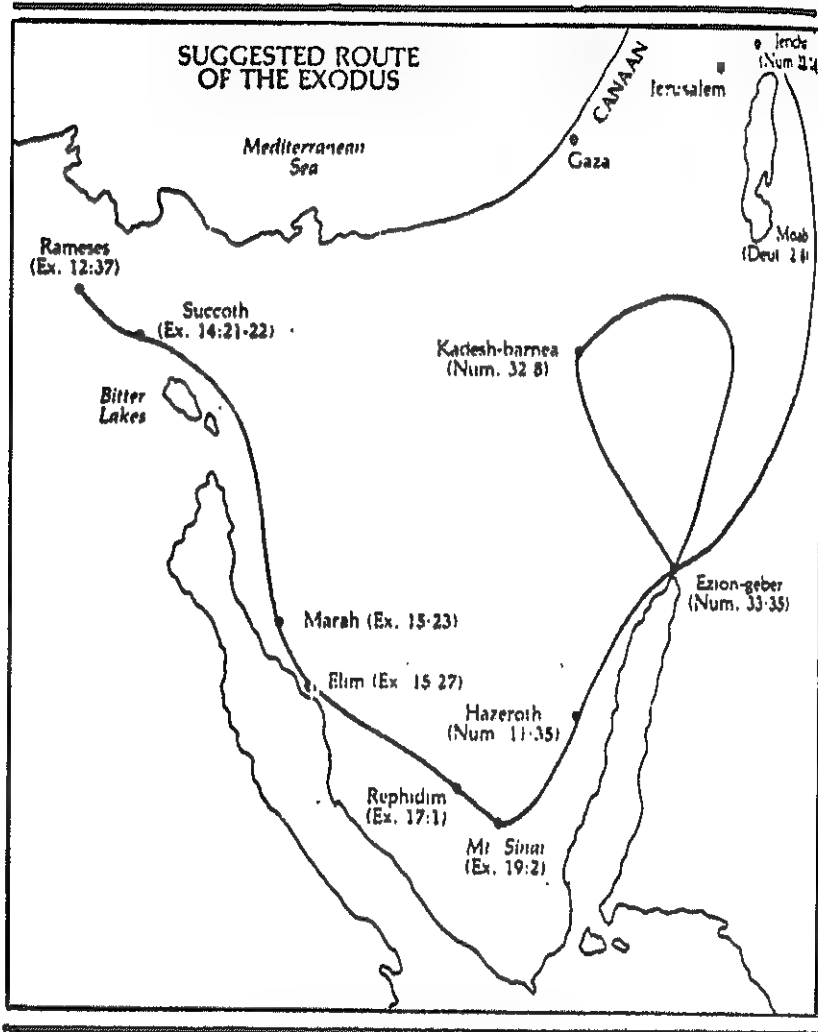 SUGGESTED ROUTE
OF THE EXODUS
CANAAN
Jerusalem
(Num
Mediterranean
Sea
Gaza
Moab
(Deut
Rameses
(Ex. 12:37)
Succoth
(Ex. 14:21-22)
Kadesh-barnea
(Num. 32 8)
Bitter
Lakes
Ezion-geber
(Num. 33·35)
Marah (Ex. 15·23)
Elim (Ex 15 27)
Hazeroth
(Num 11·35)
Rephidim
(Ex. 17:1)
Mt Sinai
(Ex. 19:2)